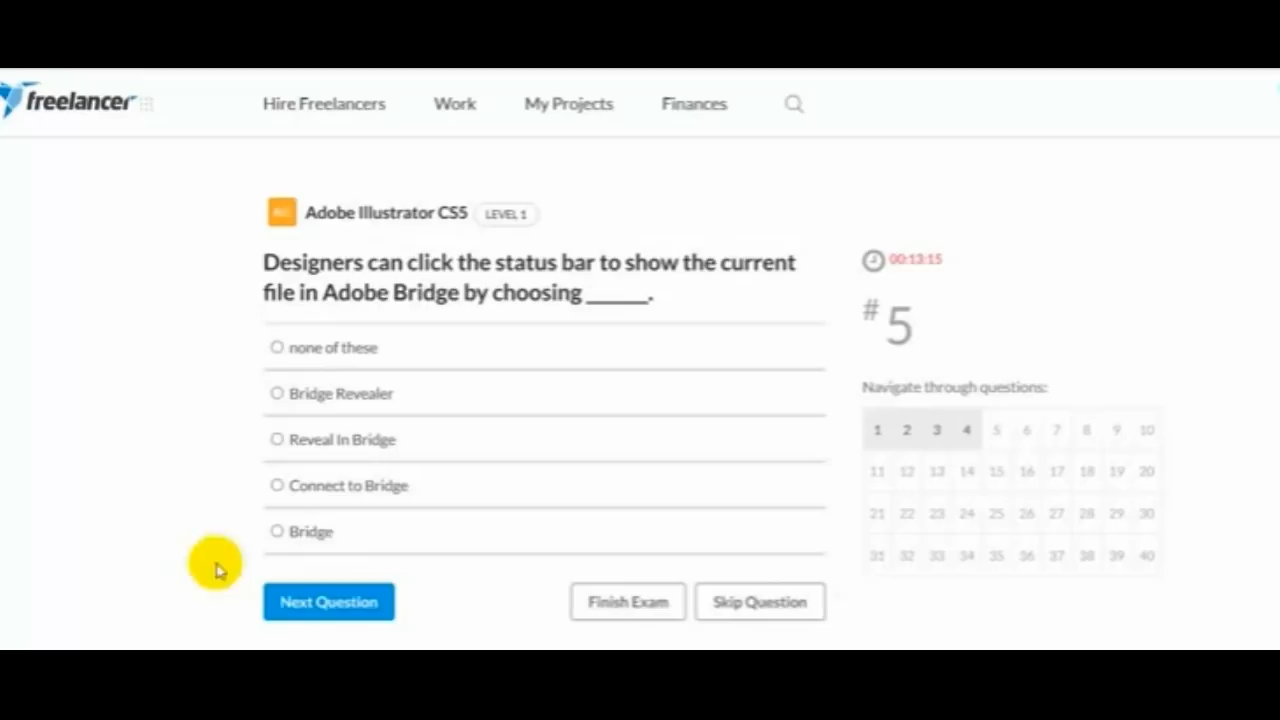 freelancer
Hire Freelancers
Work
My Projects
Finances
Adobe Illustrator CS5
LEVEL 1
Designers can click the status bar to show the current
file in Adobe Bridge by choosing ______.
none of these
Bridge Revealer
Reveal In Bridge
Connect to Bridge
Bridge
Next Question
Finish Exam
Skip Question
00:13:15
# 5
Navigate through questions:
1 2 3 4 5 6 7 8 9 10
11 12 13 14 15 16 17 18 19 20
21 22 23 24 25 26 27 28 29 30
31 32 33 34 35 36 37 38 39 40